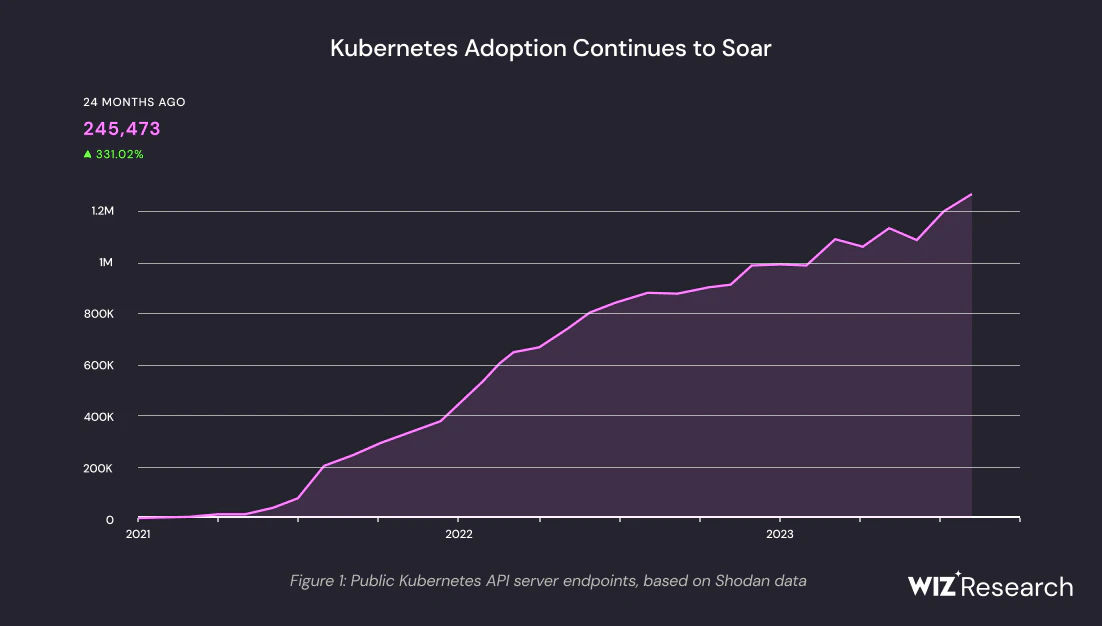 Kubernetes Adoption Continues to Soar
24 MONTHS AGO
245,473
▲ 331.02%
1.2M
1M
800K
600K
400K
200K
0
2021 2022 2023
Figure 1: Public Kubernetes API server endpoints, based on Shodan data
WIZ Research